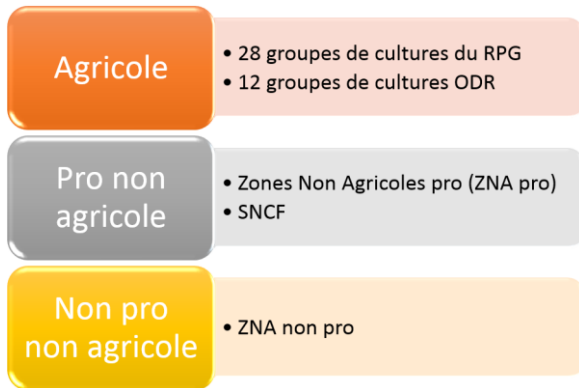 Agricole
• 28 groupes de cultures du RPG
• 12 groupes de cultures ODR
Pro non
agricole
• Zones Non Agricoles pro (ZNA pro)
• SNCF
Non pro
non agricole
• ZNA non pro